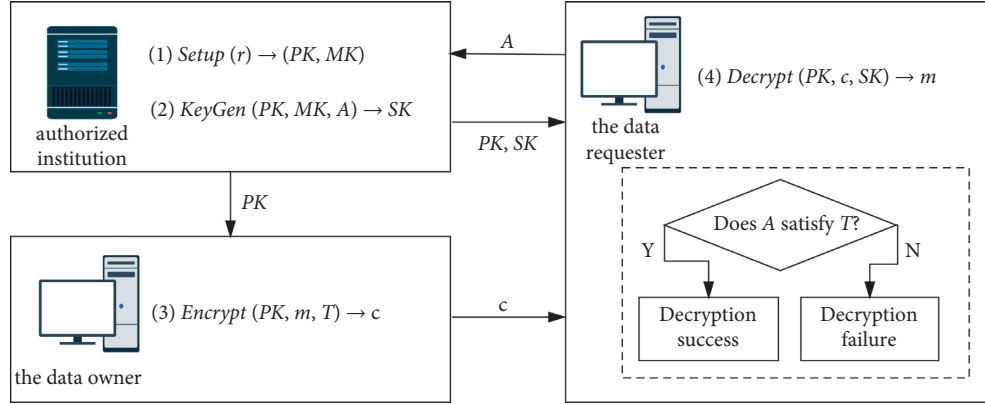 (1) Setup (r) → (PK, MK)
(2) KeyGen (PK, MK, A) → SK
authorized
institution
A
PK, SK
(4) Decrypt (PK, c, SK) → m
the data
requester
PK
(3) Encrypt (PK, m, T) → c
the data owner
c
Does A satisfy T?
Y
N
Decryption
success
Decryption
failure